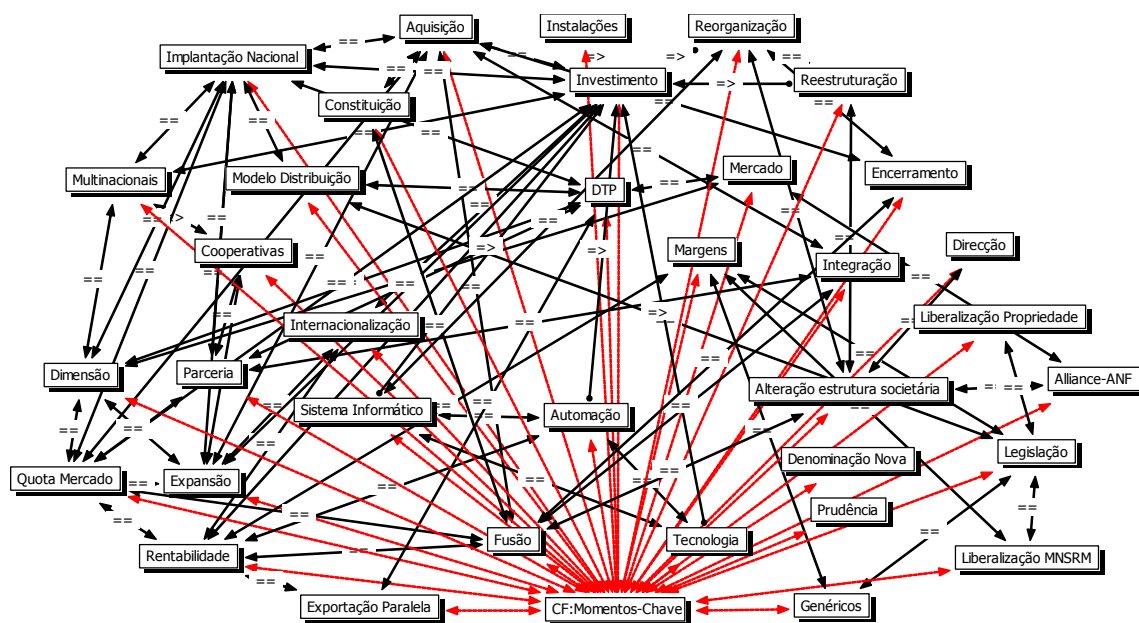 Aquisição
Instalações
Reorganização
Implantação Nacional
Investimento
Reestruturação
Constituição
Multinacionais
Modelo Distribuição
DTP
Mercado
Encerramento
Cooperativas
Margens
Integração
Direcção
Internacionalização
Liberalização Propriedade
Dimensão
Parceria
Alteração estrutura societária
Alliance-ANF
Sistema Informático
Automação
Quota Mercado
Expansão
Denominação Nova
Legislação
Prudência
Rentabilidade
Fusão
Tecnologia
Liberalização MNSRM
Exportação Paralela
CF:Momentos-Chave
Genéricos